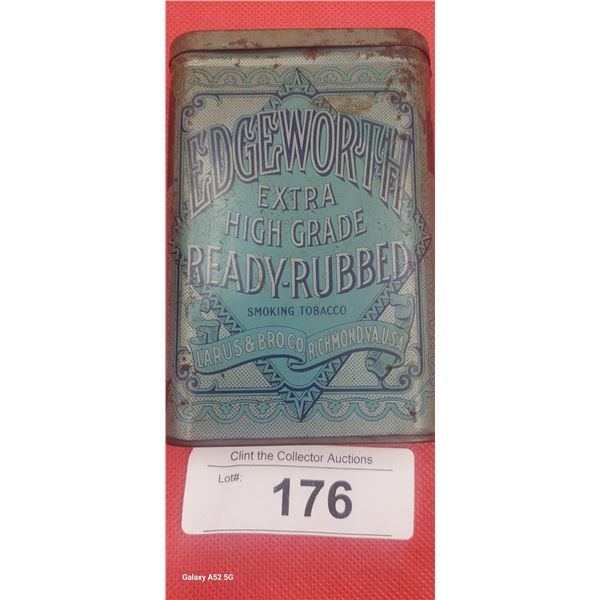 EDGEWORTH
EXTRA
HIGH GRADE
READY-RUBBED
SMOKING TOBACCO
LARUS & BRO. CO. RICHMOND VA. U.S.A.
Clint the Collector Auctions
Lot#:
176
Galaxy A52 5G